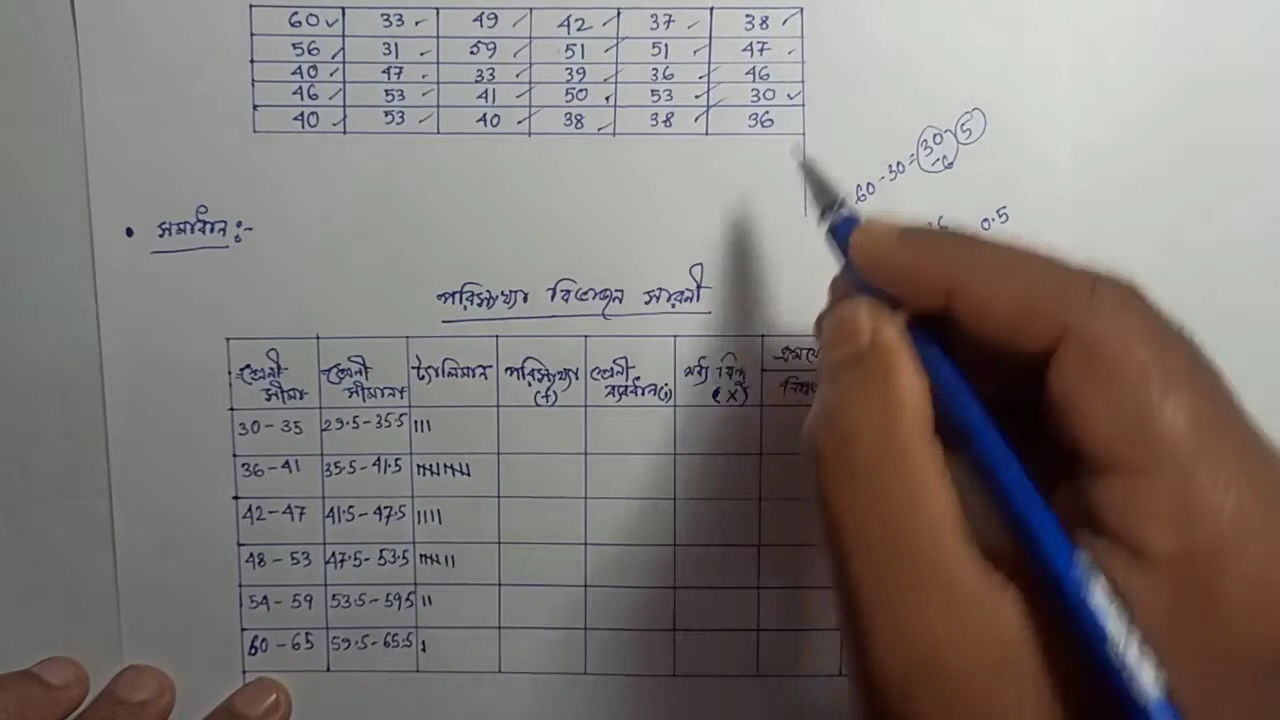 60 33 49 42 37 38
56 31 59 51 51 47
40 47 33 39 36 46
46 53 41 50 53 30
40 53 40 38 38 36
60-30=30 5
-6
0.5
• সমাধান:-
পরিসংখ্যা বিভাজন সারণী
শ্রেণী সীমা শ্রেণী সীমানা ট্যালিমান পরিসংখ্যা (f) শ্রেণী ব্যবধান(i) মধ্য বিন্দু (X)
30-35 29.5-35.5 |||
36-41 35.5-41.5
42-47 41.5-47.5 ||||
48-53 47.5-53.5
54-59 53.5-595 ||
60-65 59.5-65.5 |